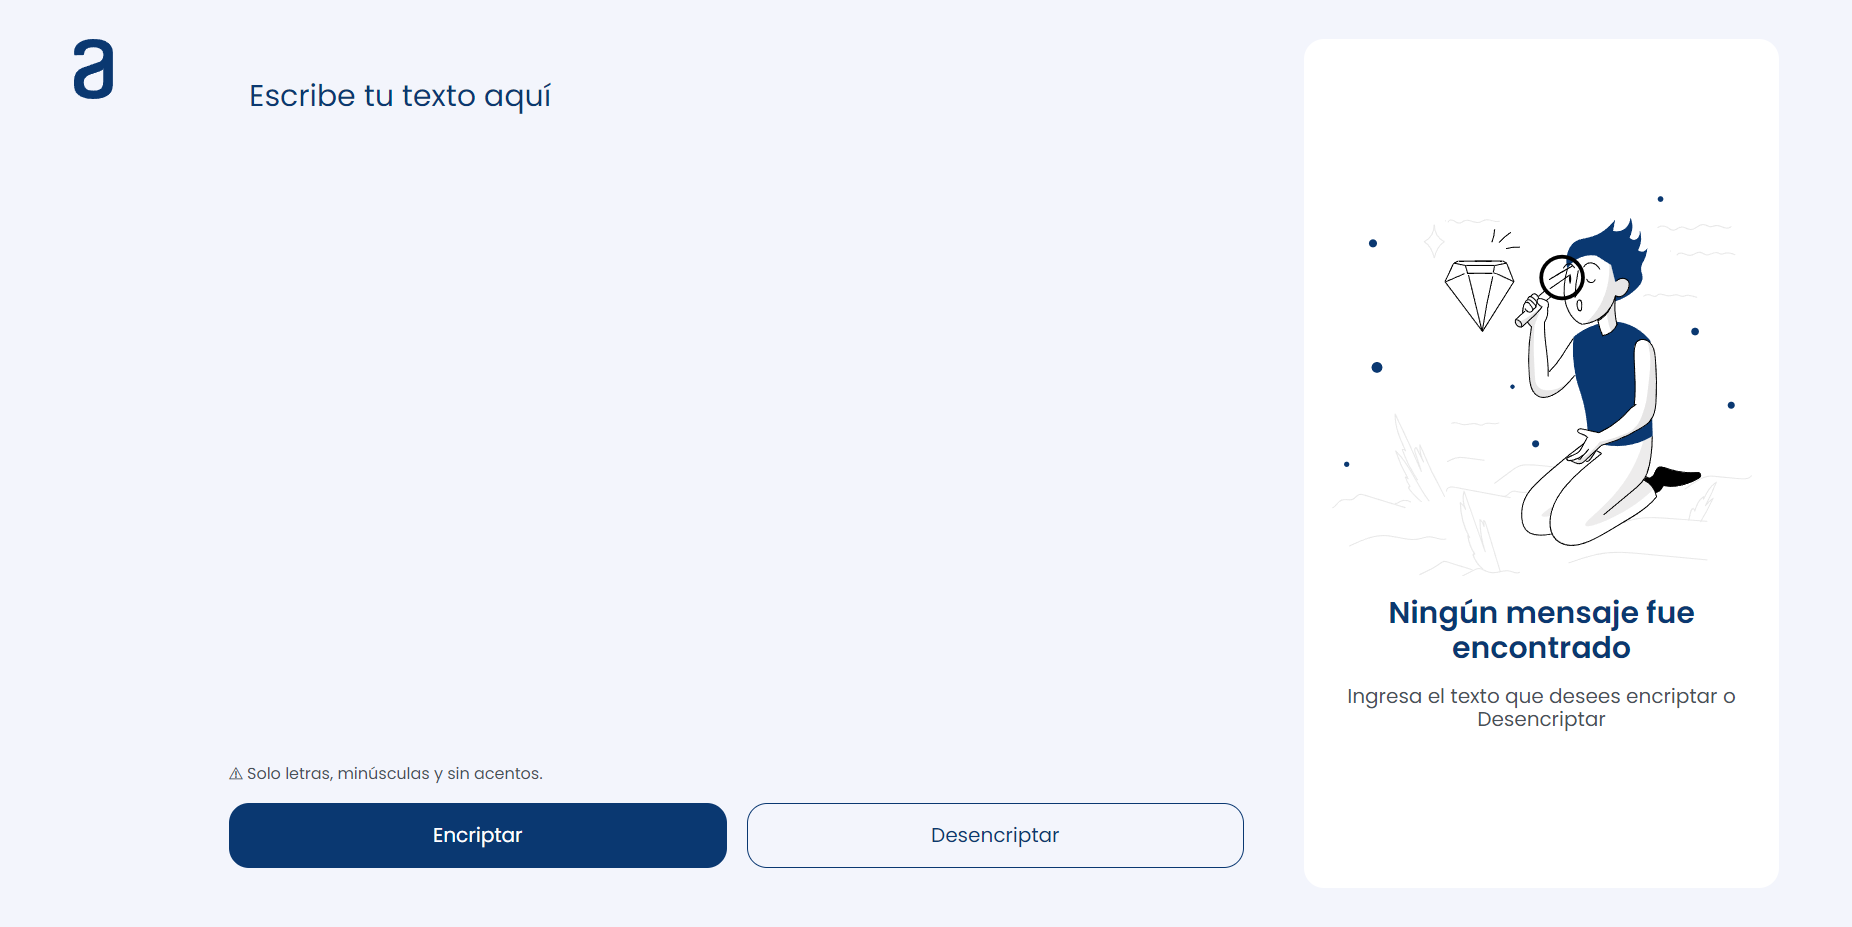 a
Escribe tu texto aquí
⚠ Solo letras, minúsculas y sin acentos.
Encriptar
Desencriptar
Ningún mensaje fue
encontrado
Ingresa el texto que desees encriptar o
Desencriptar